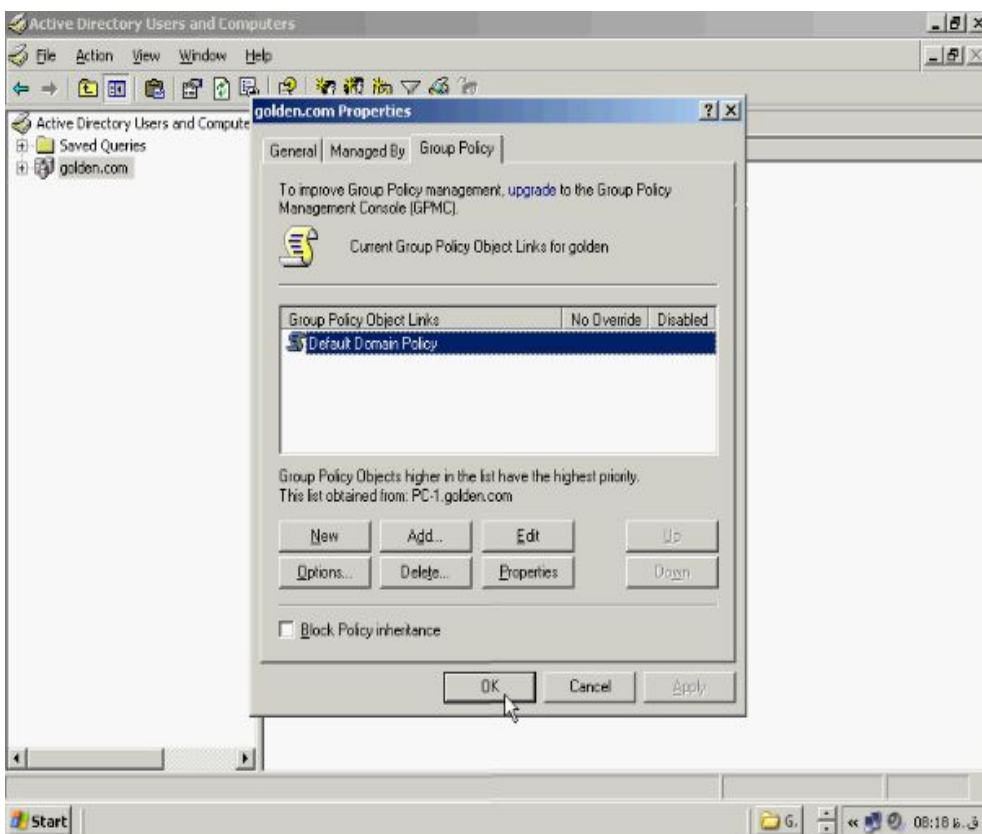 Active Directory Users and Computers
File Action View Window Help
golden.com Properties
Active Directory Users and Compute
Saved Queries
golden.com
General Managed By Group Policy
To improve Group Policy management, upgrade to the Group Policy
Management Console (GPMC).
Current Group Policy Object Links for golden
Group Policy Object Links No Override Disabled
Default Domain Policy
Group Policy Objects higher in the list have the highest priority.
This list obtained from: PC-1.golden.com
New Add... Edit Up
Options... Delete... Properties Down
Block Policy inheritance
OK Cancel Apply
Start G. « 08:18 ق.ظ